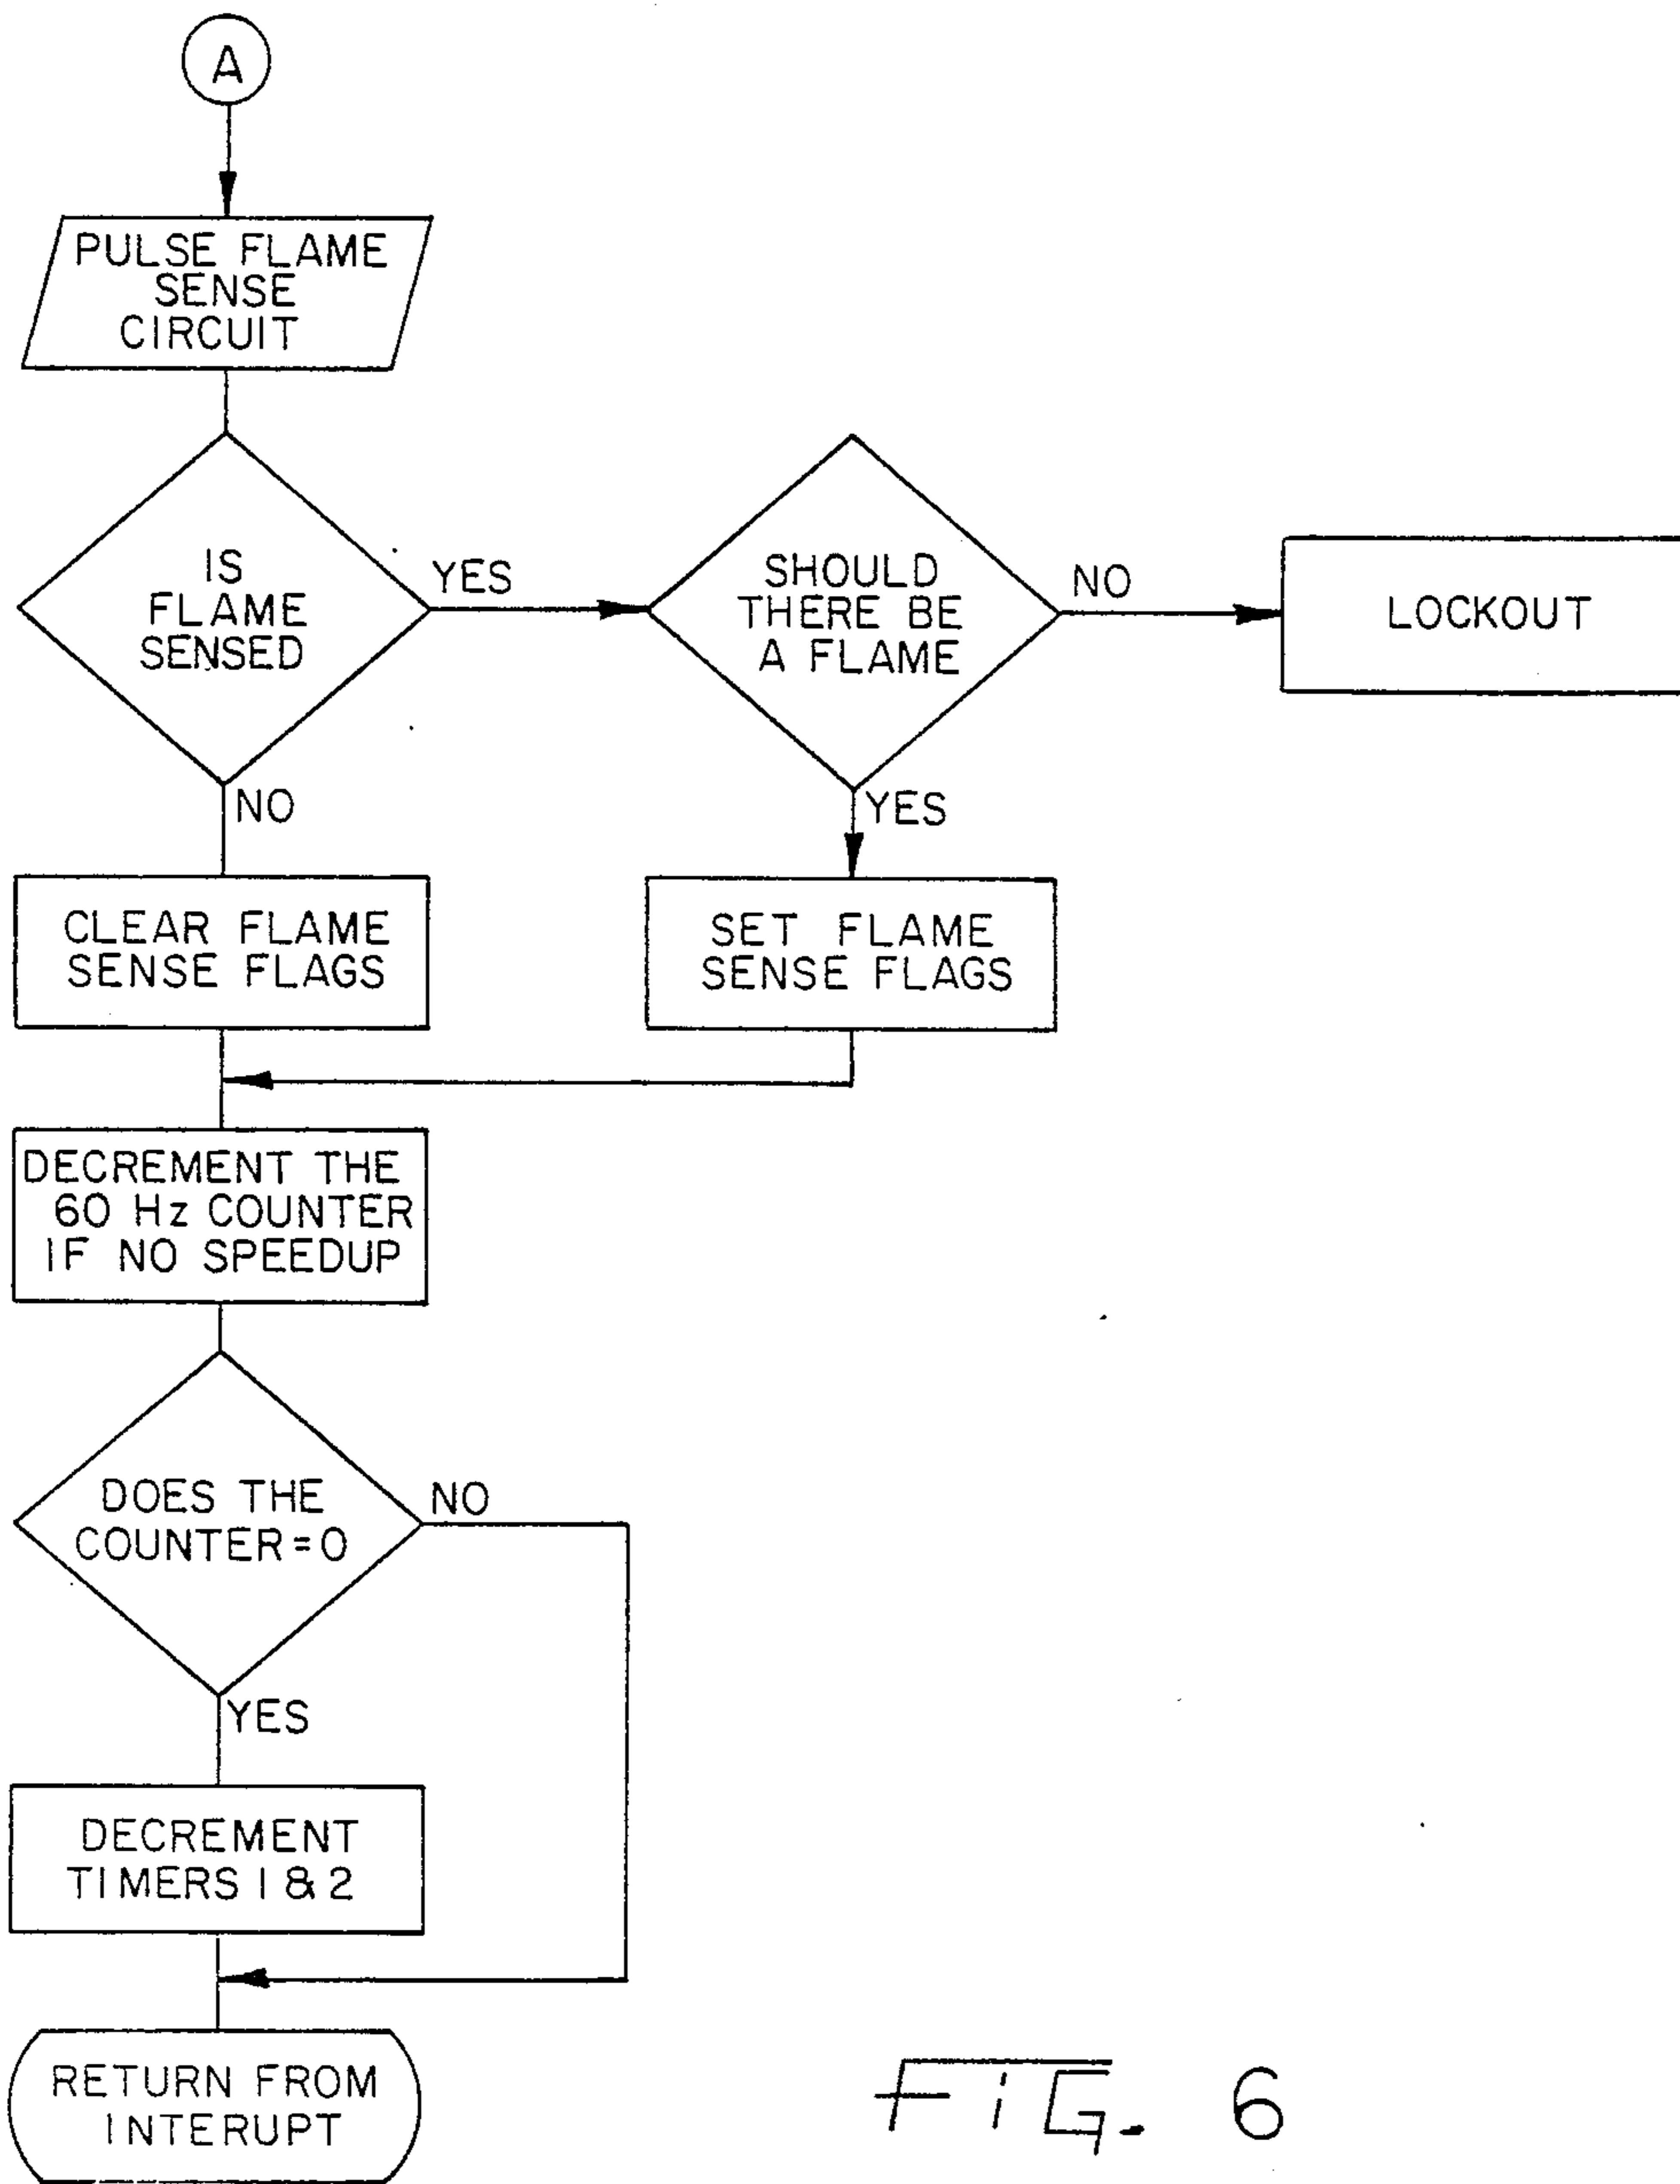 A
PULSE FLAME
SENSE
CIRCUIT
IS
FLAME
SENSED
YES
SHOULD
THERE BE
A FLAME
NO
LOCKOUT
NO
YES
CLEAR FLAME
SENSE FLAGS
SET FLAME
SENSE FLAGS
DECREMENT THE
60 Hz COUNTER
IF NO SPEEDUP
DOES THE
COUNTER=0
NO
YES
DECREMENT
TIMERS 1 & 2
RETURN FROM
INTERUPT
FIG. 6